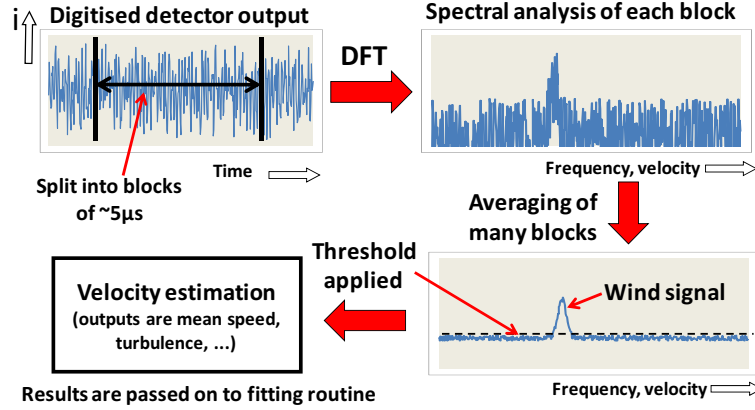 i
Digitised detector output
Time
Split into blocks
of ~5μs
DFT
Spectral analysis of each block
Frequency, velocity
Averaging of
many blocks
Threshold
applied
Wind signal
Frequency, velocity
Velocity estimation
(outputs are mean speed,
turbulence, ...)
Results are passed on to fitting routine